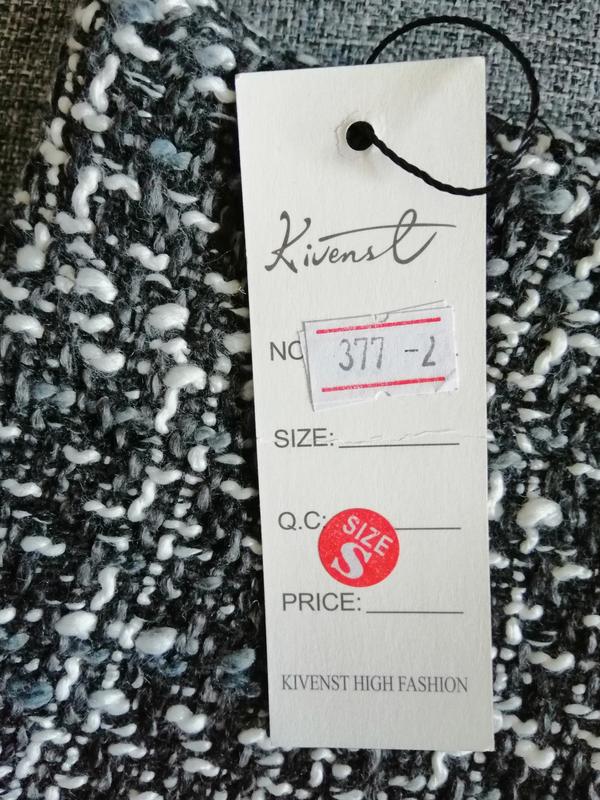 Kivenst
NO
377 -2
SIZE:
Q.C:
SIZE
S
PRICE:
KIVENST HIGH FASHION